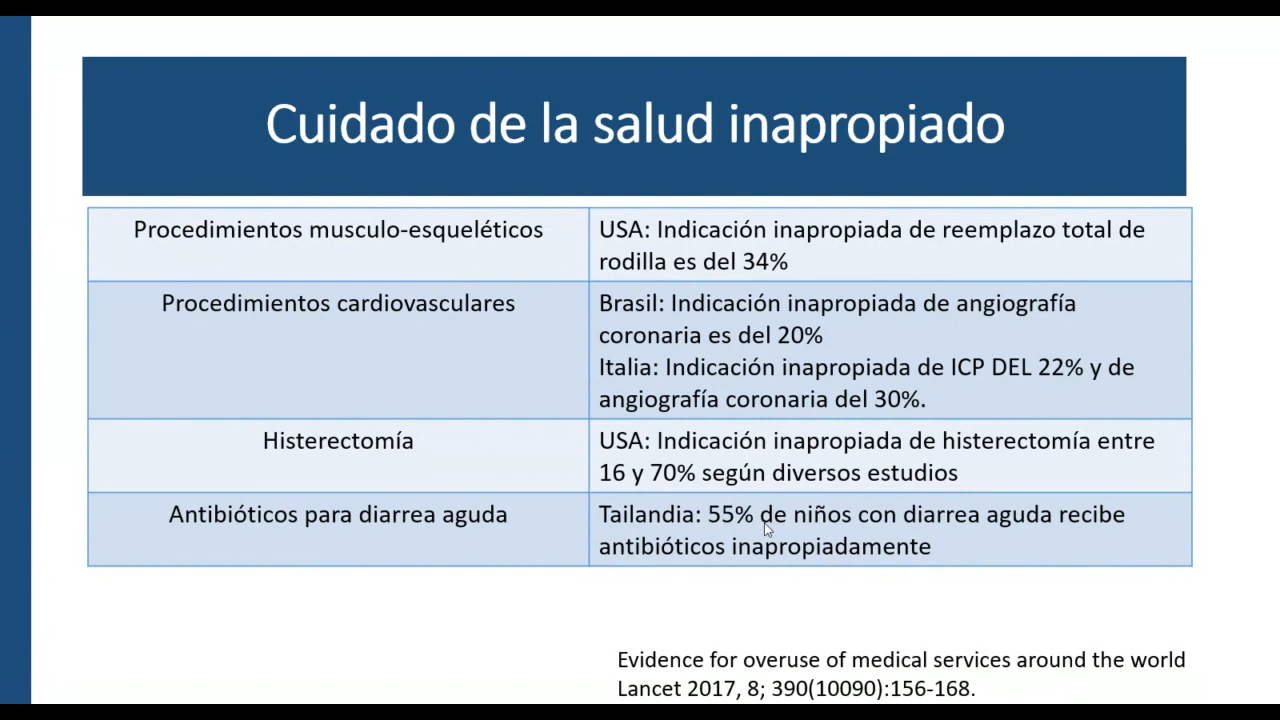 Cuidado de la salud inapropiado
Procedimientos musculo-esqueléticos
USA: Indicación inapropiada de reemplazo total de
rodilla es del 34%
Procedimientos cardiovasculares
Brasil: Indicación inapropiada de angiografía
coronaria es del 20%
Italia: Indicación inapropiada de ICP DEL 22% y de
angiografía coronaria del 30%.
Histerectomía
USA: Indicación inapropiada de histerectomía entre
16 y 70% según diversos estudios
Antibióticos para diarrea aguda
Tailandia: 55% de niños con diarrea aguda recibe
antibióticos inapropiadamente
Evidence for overuse of medical services around the world
Lancet 2017, 8; 390(10090):156-168.